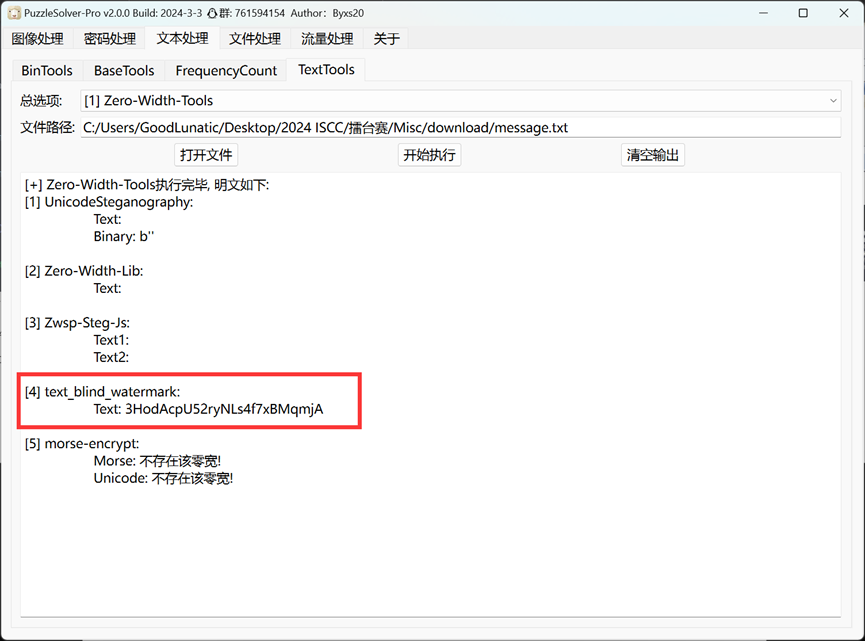 PuzzleSolver-Pro v2.0.0 Build: 2024-3-3 群: 761594154 Author: Byxs20
图像处理 密码处理 文本处理 文件处理 流量处理 关于
BinTools BaseTools FrequencyCount TextTools
总选项: [1] Zero-Width-Tools
文件路径: C:/Users/GoodLunatic/Desktop/2024 ISCC/擂台赛/Misc/download/message.txt
打开文件 开始执行 清空输出
[+] Zero-Width-Tools执行完毕, 明文如下:
[1] UnicodeSteganography:
Text:
Binary: b''
[2] Zero-Width-Lib:
Text:
[3] Zwsp-Steg-Js:
Text1:
Text2:
[4] text_blind_watermark:
Text: 3HodAcpU52ryNLs4f7xBMqmjA
[5] morse-encrypt:
Morse: 不存在该零宽!
Unicode: 不存在该零宽!